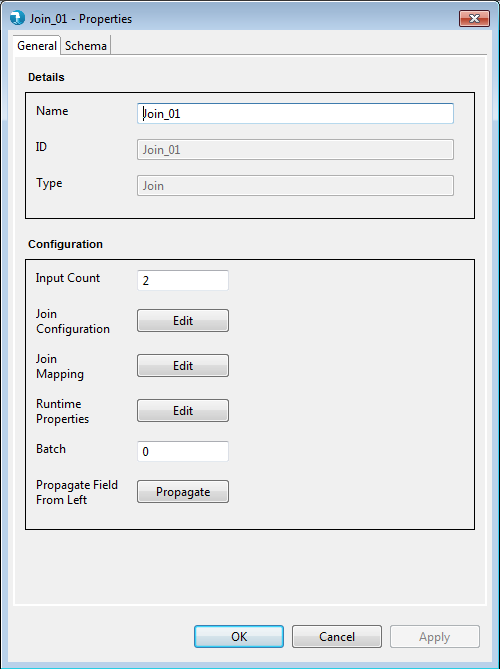 Join_01 - Properties
General Schema
Details
Name Join_01
ID Join_01
Type Join
Configuration
Input Count 2
Join
Configuration Edit
Join
Mapping Edit
Runtime
Properties Edit
Batch 0
Propagate Field
From Left Propagate
OK Cancel Apply